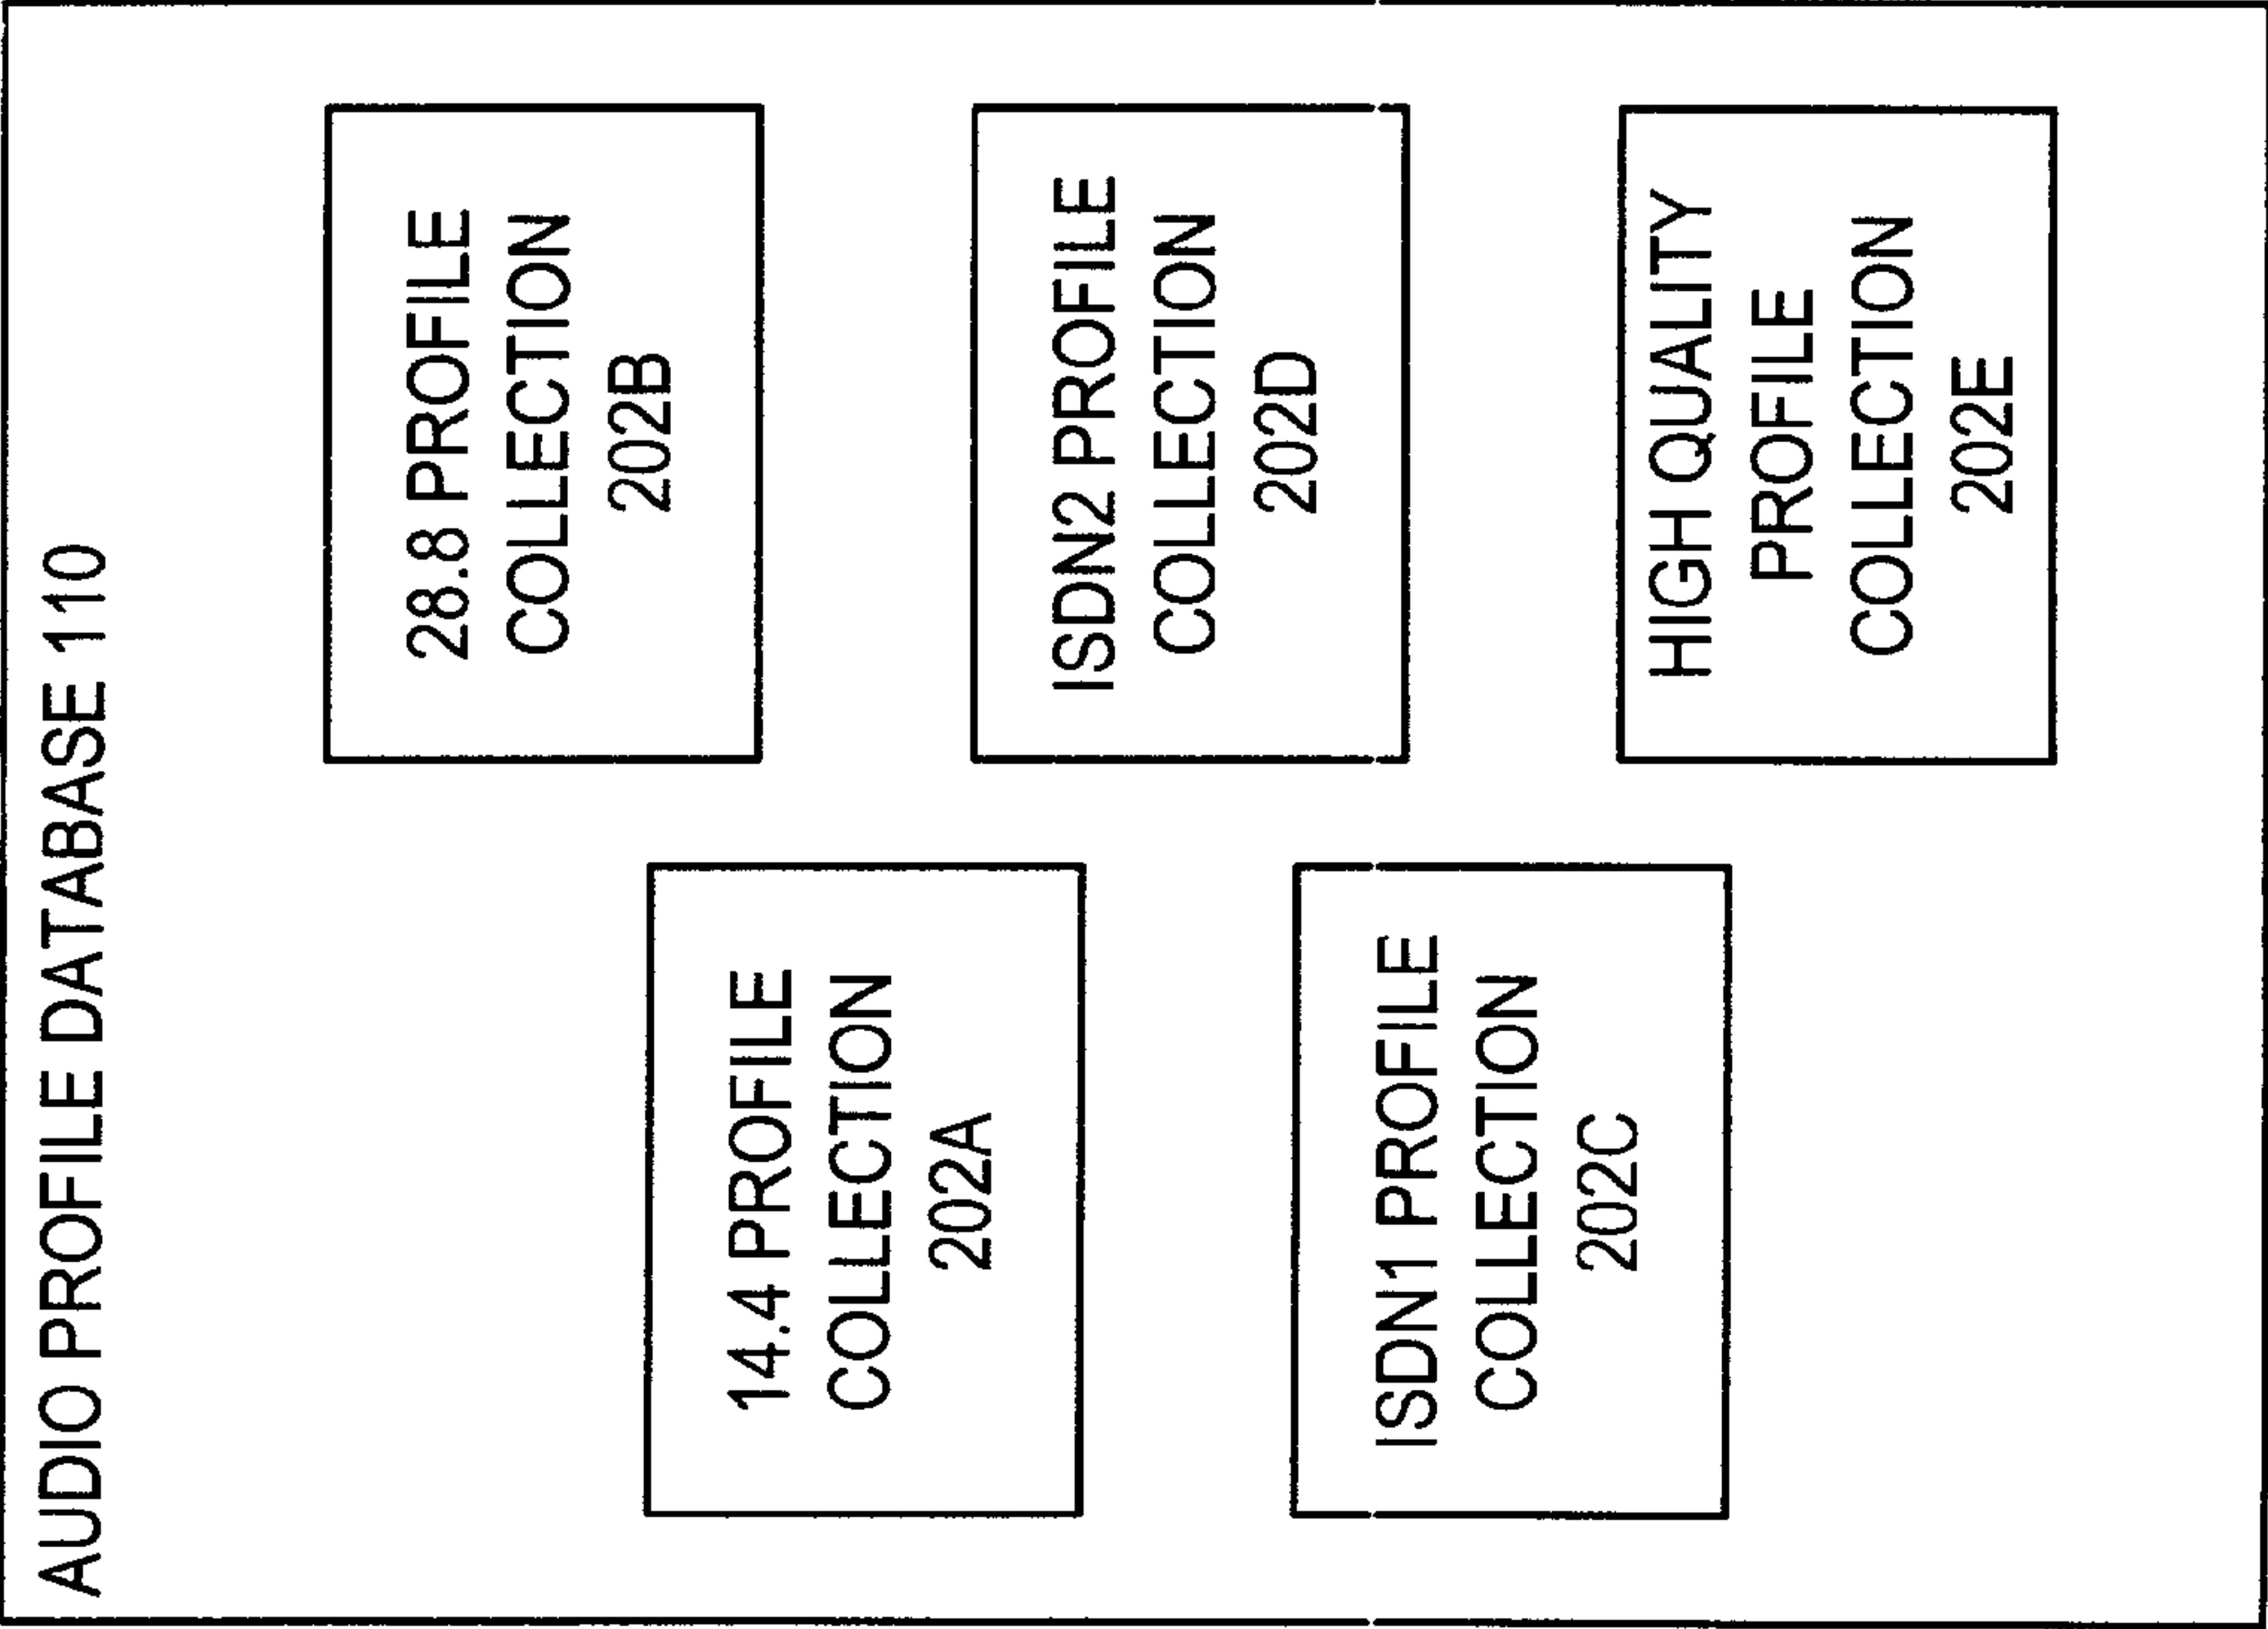 AUDIO PROFILE DATABASE 110
14.4 PROFILE
COLLECTION
202A
28.8 PROFILE
COLLECTION
202B
ISDN1 PROFILE
COLLECTION
202C
ISDN2 PROFILE
COLLECTION
202D
HIGH QUALITY
PROFILE
COLLECTION
202E